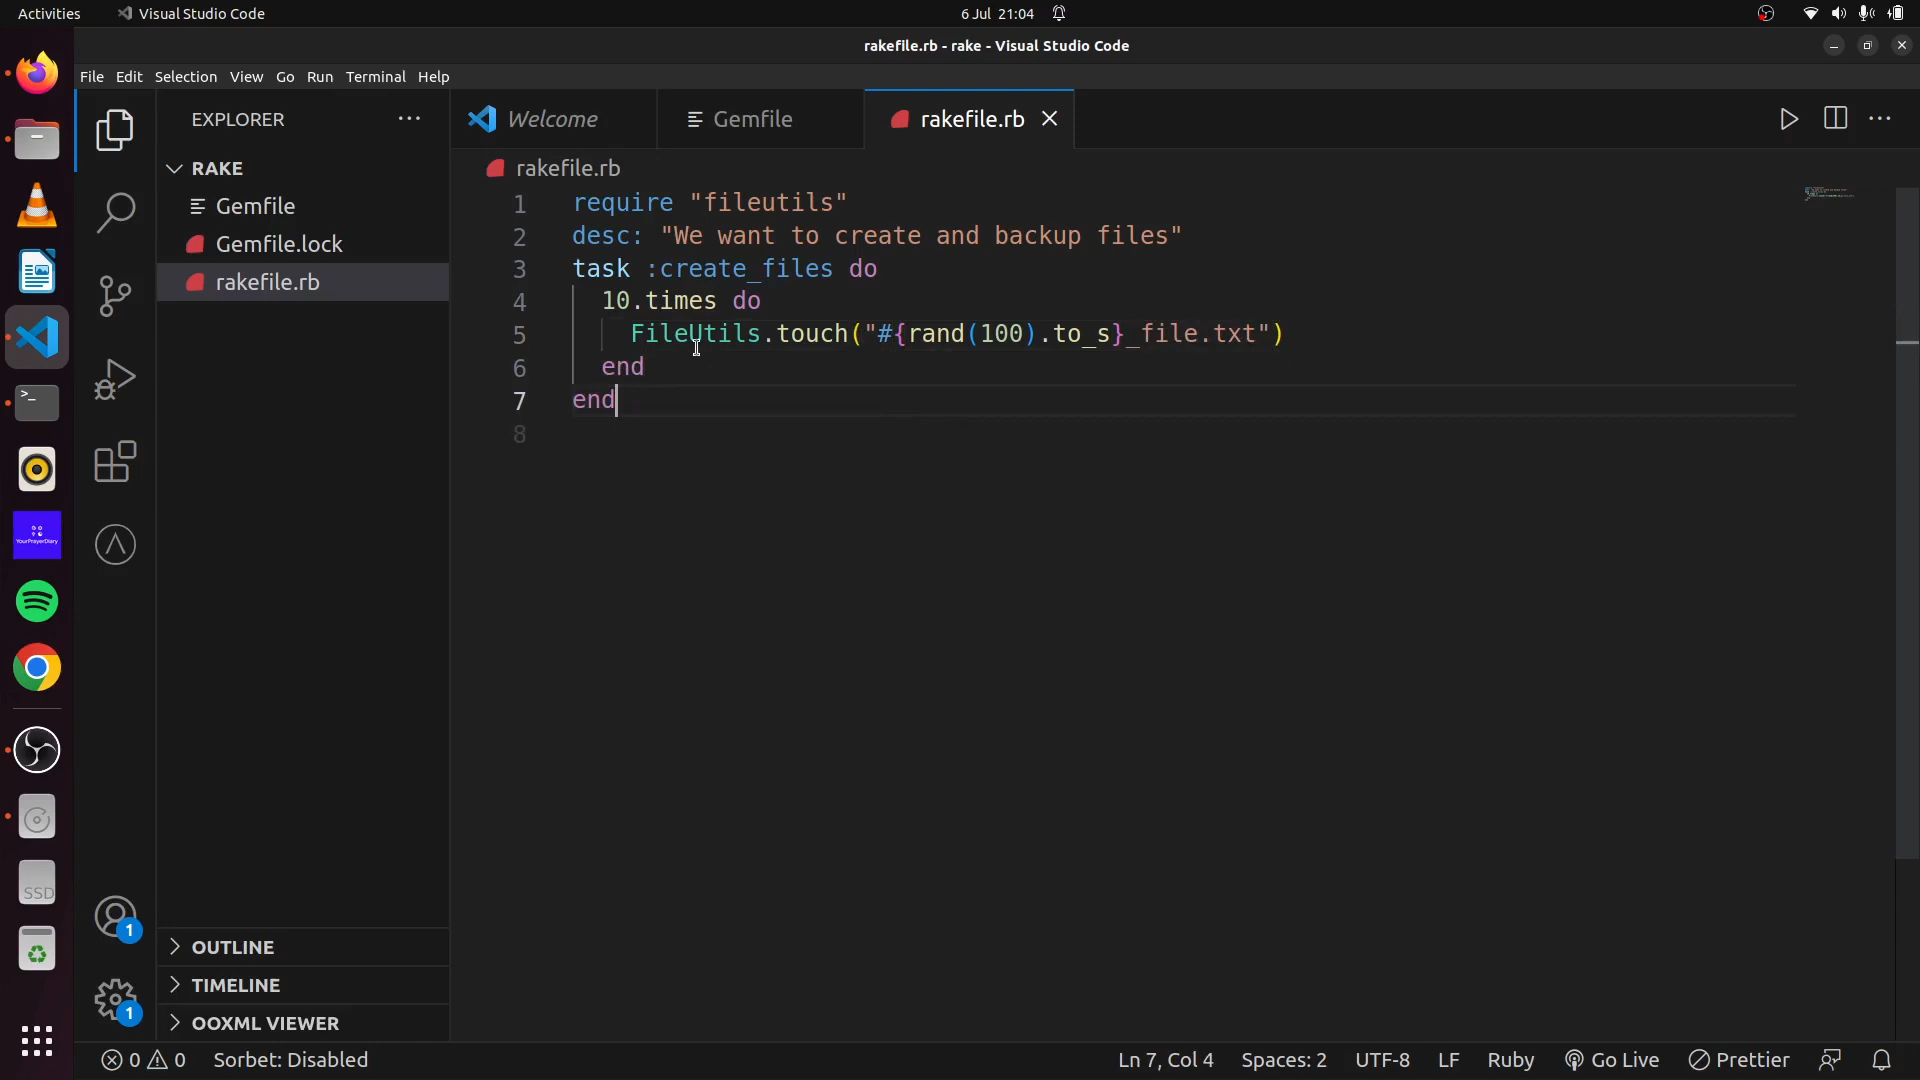 Activities Visual Studio Code 6 Jul 21:04
rakefile.rb - rake - Visual Studio Code
File Edit Selection View Go Run Terminal Help
EXPLORER
RAKE
Gemfile
Gemfile.lock
rakefile.rb
OUTLINE
TIMELINE
OOXML VIEWER
Welcome Gemfile rakefile.rb
rakefile.rb
1 require "fileutils"
2 desc: "We want to create and backup files"
3 task :create_files do
4 10.times do
5 FileUtils.touch("#{rand(100).to_s}_file.txt")
6 end
7 end
8
YourPrayerDiary
SSD
1
1
0 0 Sorbet: Disabled Ln 7, Col 4 Spaces: 2 UTF-8 LF Ruby Go Live Prettier